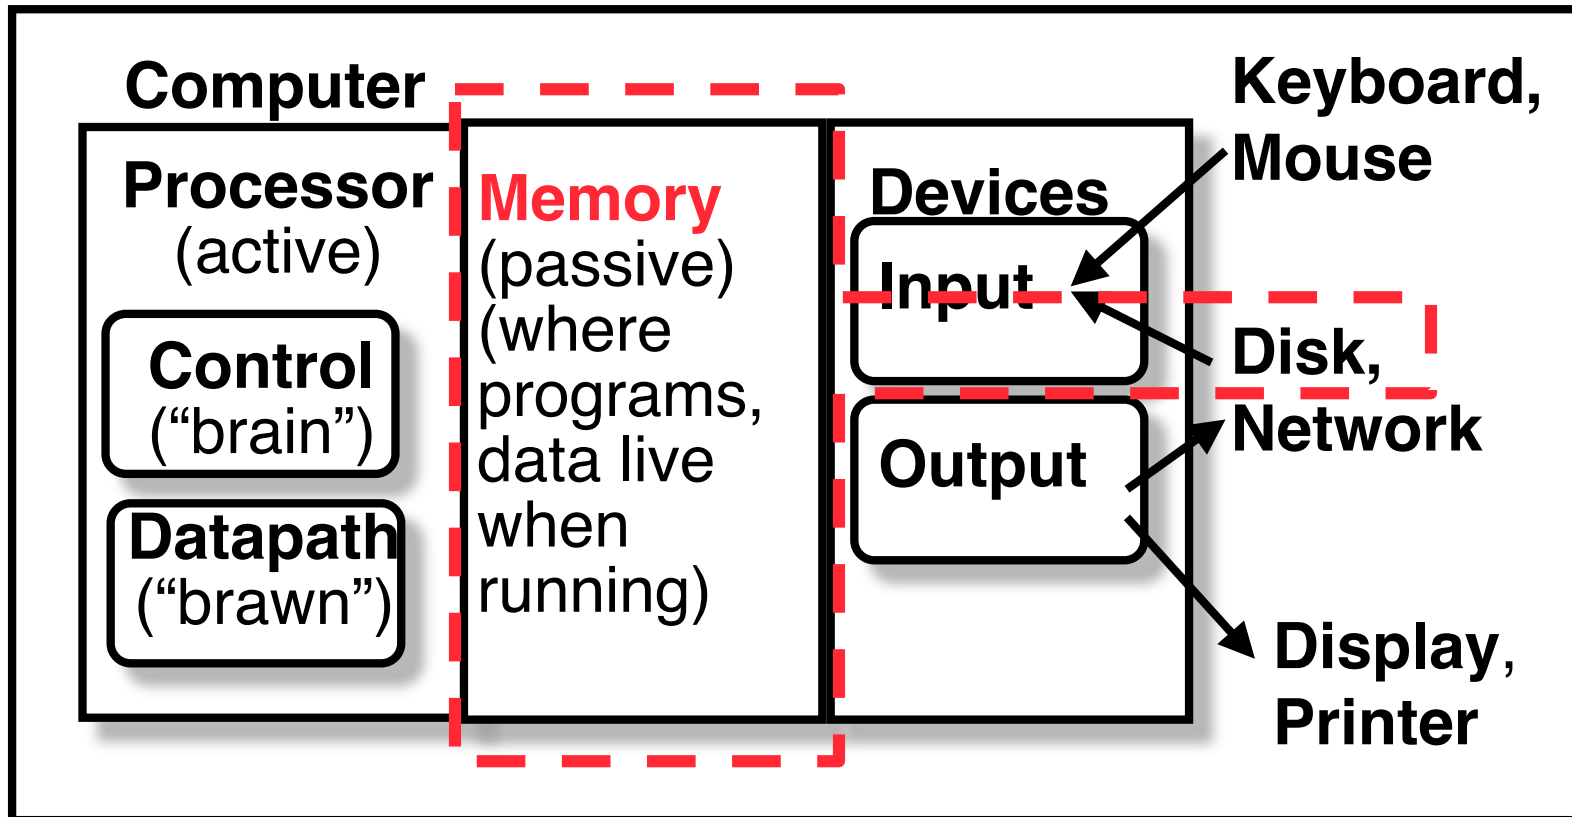 Computer
Processor
(active)
Control
(“brain”)
Datapath
(“brawn”)
Memory
(passive)
(where
programs,
data live
when
running)
Devices
Input
Output
Keyboard,
Mouse
Disk,
Network
Display,
Printer